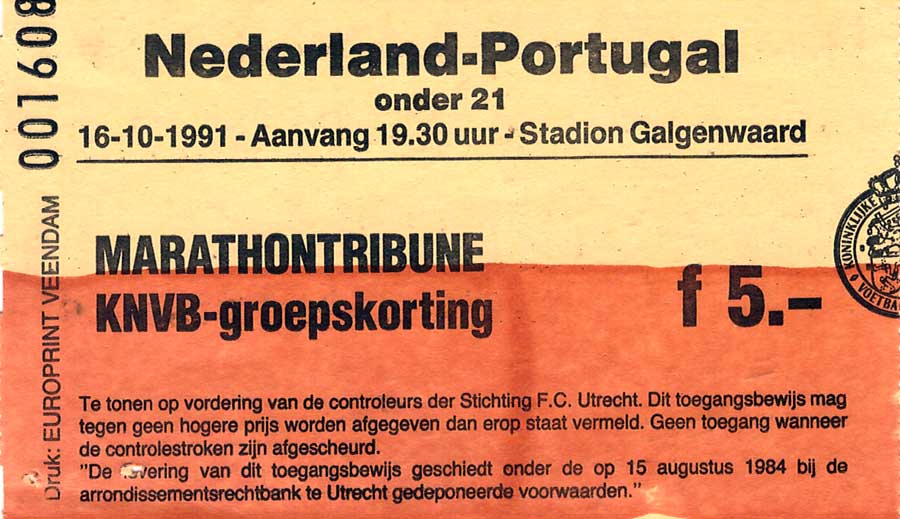 001608
Nederland-Portugal
onder 21
16-10-1991 - Aanvang 19.30 uur - Stadion Galgenwaard
MARATHONTRIBUNE
KNVB-groepskorting
f 5.-
KONINKLIJKE
Te tonen op vordering van de controleurs der Stichting F.C. Utrecht. Dit toegangsbewijs mag
tegen geen hogere prijs worden afgegeven dan erop staat vermeld. Geen toegang wanneer
de controlestroken zijn afgescheurd.
"De van dit toegangsbewijs geschiedt onder de op 15 augustus 1984 bij de
arrondissementsrechtbank te Utrecht gedeponeerde voorwaarden."
Druk: EUROPRINT VEENDAM